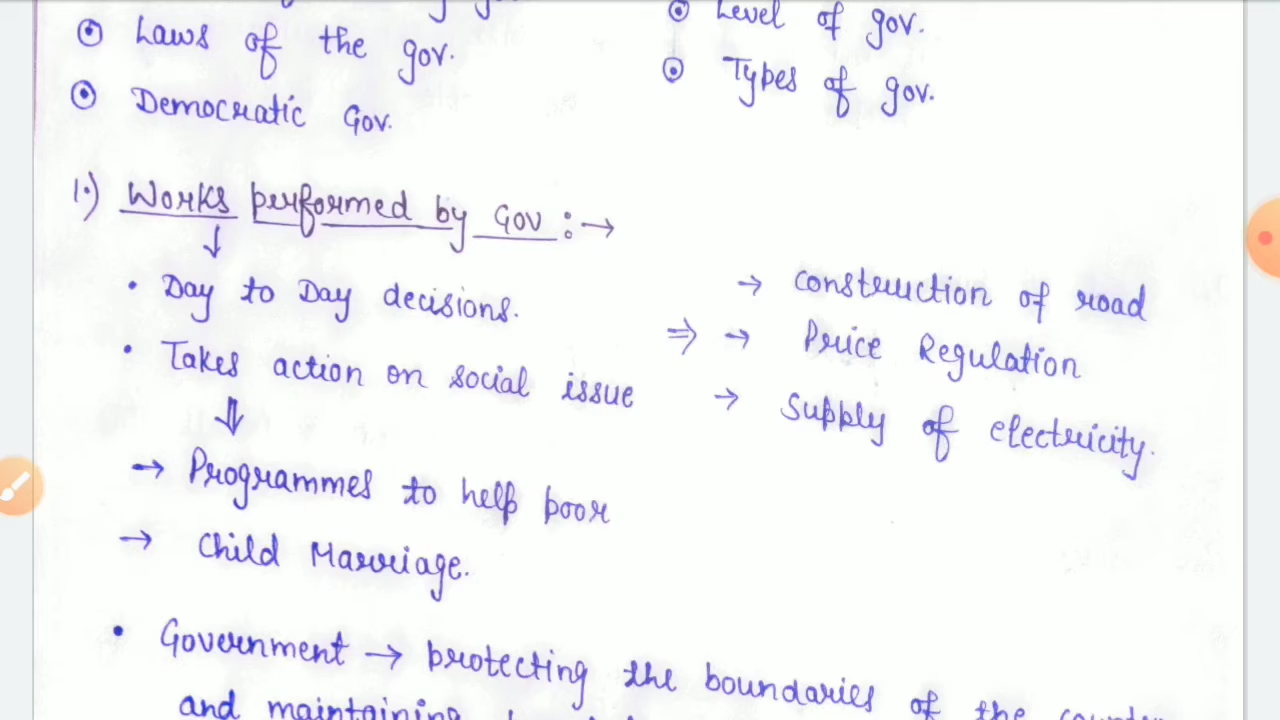 ◉ Laws of the gov.
◉ Democratic Gov.
◉ Level of gov.
◉ Types of gov.
1.) Works performed by Gov :→
↓
• Day to Day decisions.
• Takes action on social issue
⇒ → construction of road
→ Price Regulation
→ Supply of electricity.
⇓
→ Programmes to help poor
→ Child Marriage.
• Government → protecting the boundaries of the
and maintaining